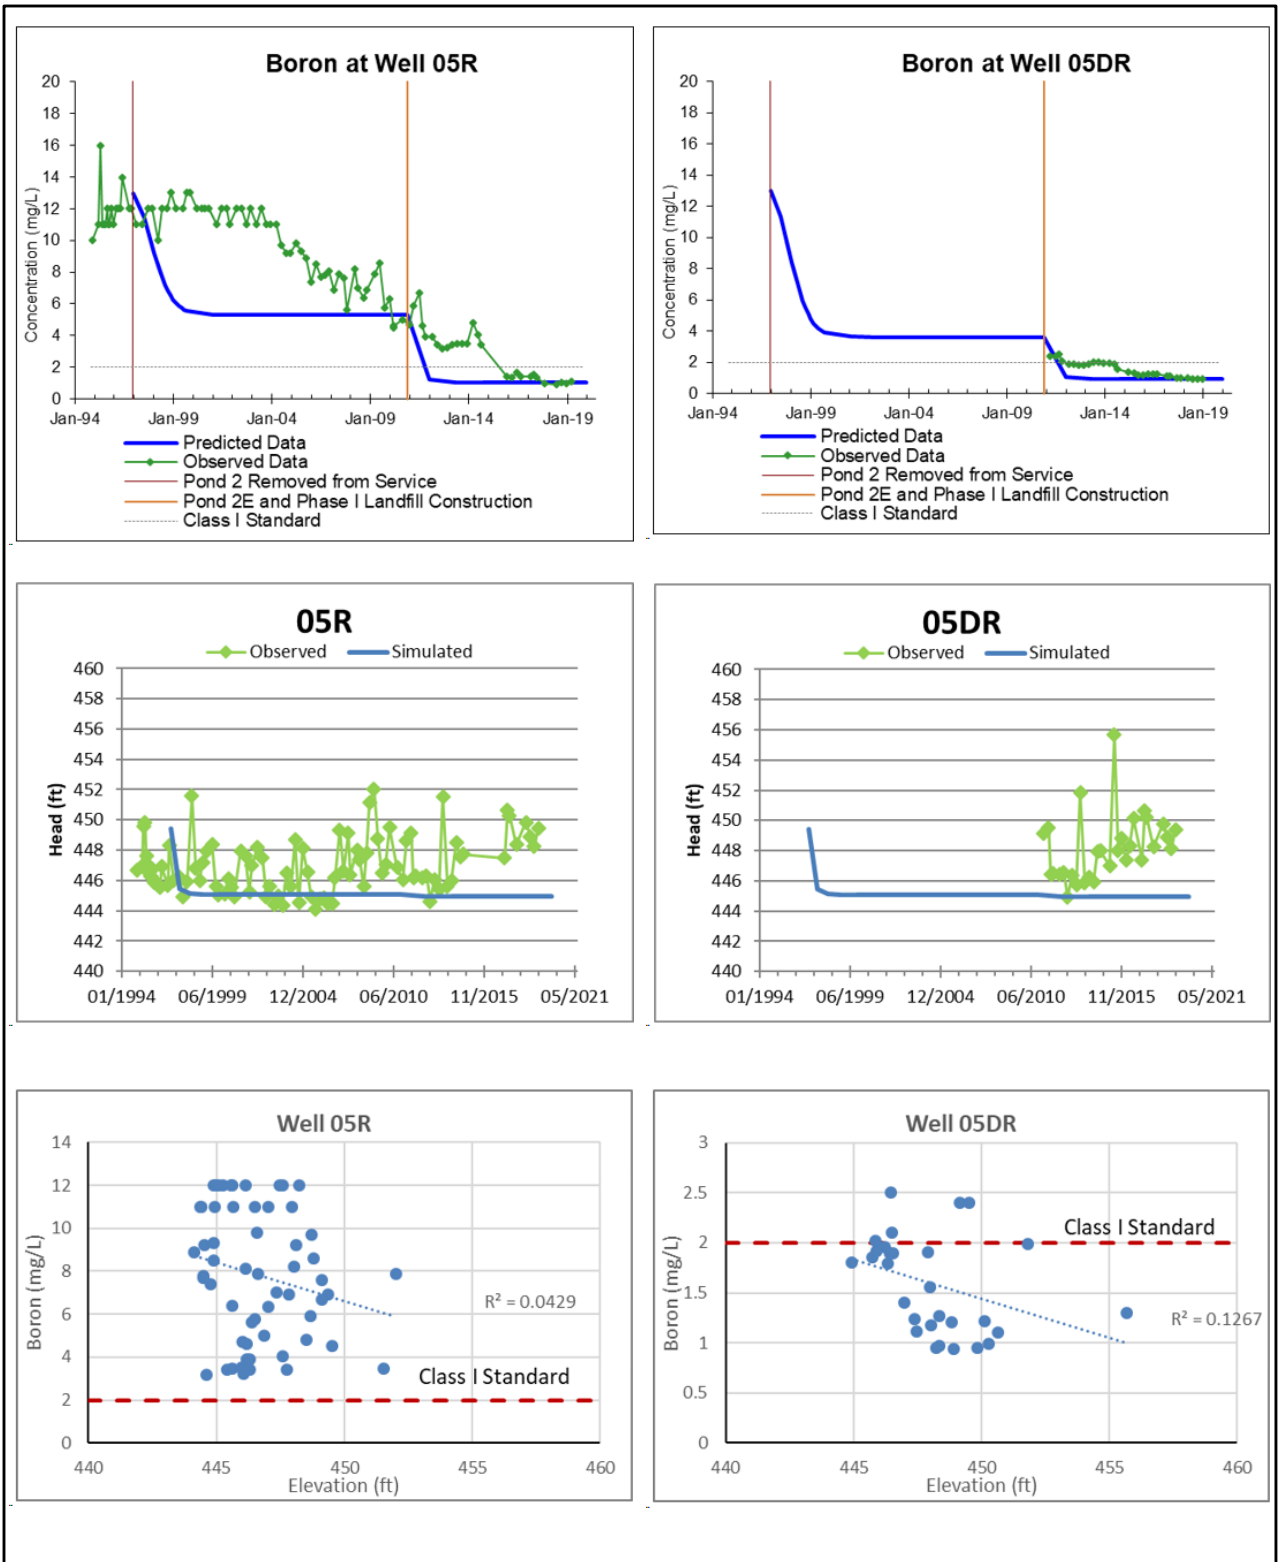 Boron at Well 05R
20
18
16
14
12
10
8
6
4
2
0
Concentration (mg/L)
Jan-94 Jan-99 Jan-04 Jan-09 Jan-14 Jan-19
Predicted Data
Observed Data
Pond 2 Removed from Service
Pond 2E and Phase I Landfill Construction
Class I Standard
Boron at Well 05DR
20
18
16
14
12
10
8
6
4
2
0
Concentration (mg/L)
Jan-94 Jan-99 Jan-04 Jan-09 Jan-14 Jan-19
Predicted Data
Observed Data
Pond 2 Removed from Service
Pond 2E and Phase I Landfill Construction
Class I Standard
05R
Observed Simulated
460
458
456
454
452
450
448
446
444
442
440
Head (ft)
01/1994 06/1999 12/2004 06/2010 11/2015 05/2021
05DR
Observed Simulated
460
458
456
454
452
450
448
446
444
442
440
Head (ft)
01/1994 06/1999 12/2004 06/2010 11/2015 05/2021
Well 05R
14
12
10
8
6
4
2
0
Boron (mg/L)
R² = 0.0429
Class I Standard
440 445 450 455 460
Elevation (ft)
Well 05DR
3
2.5
2
1.5
1
0.5
0
Boron (mg/L)
Class I Standard
R² = 0.1267
440 445 450 455 460
Elevation (ft)